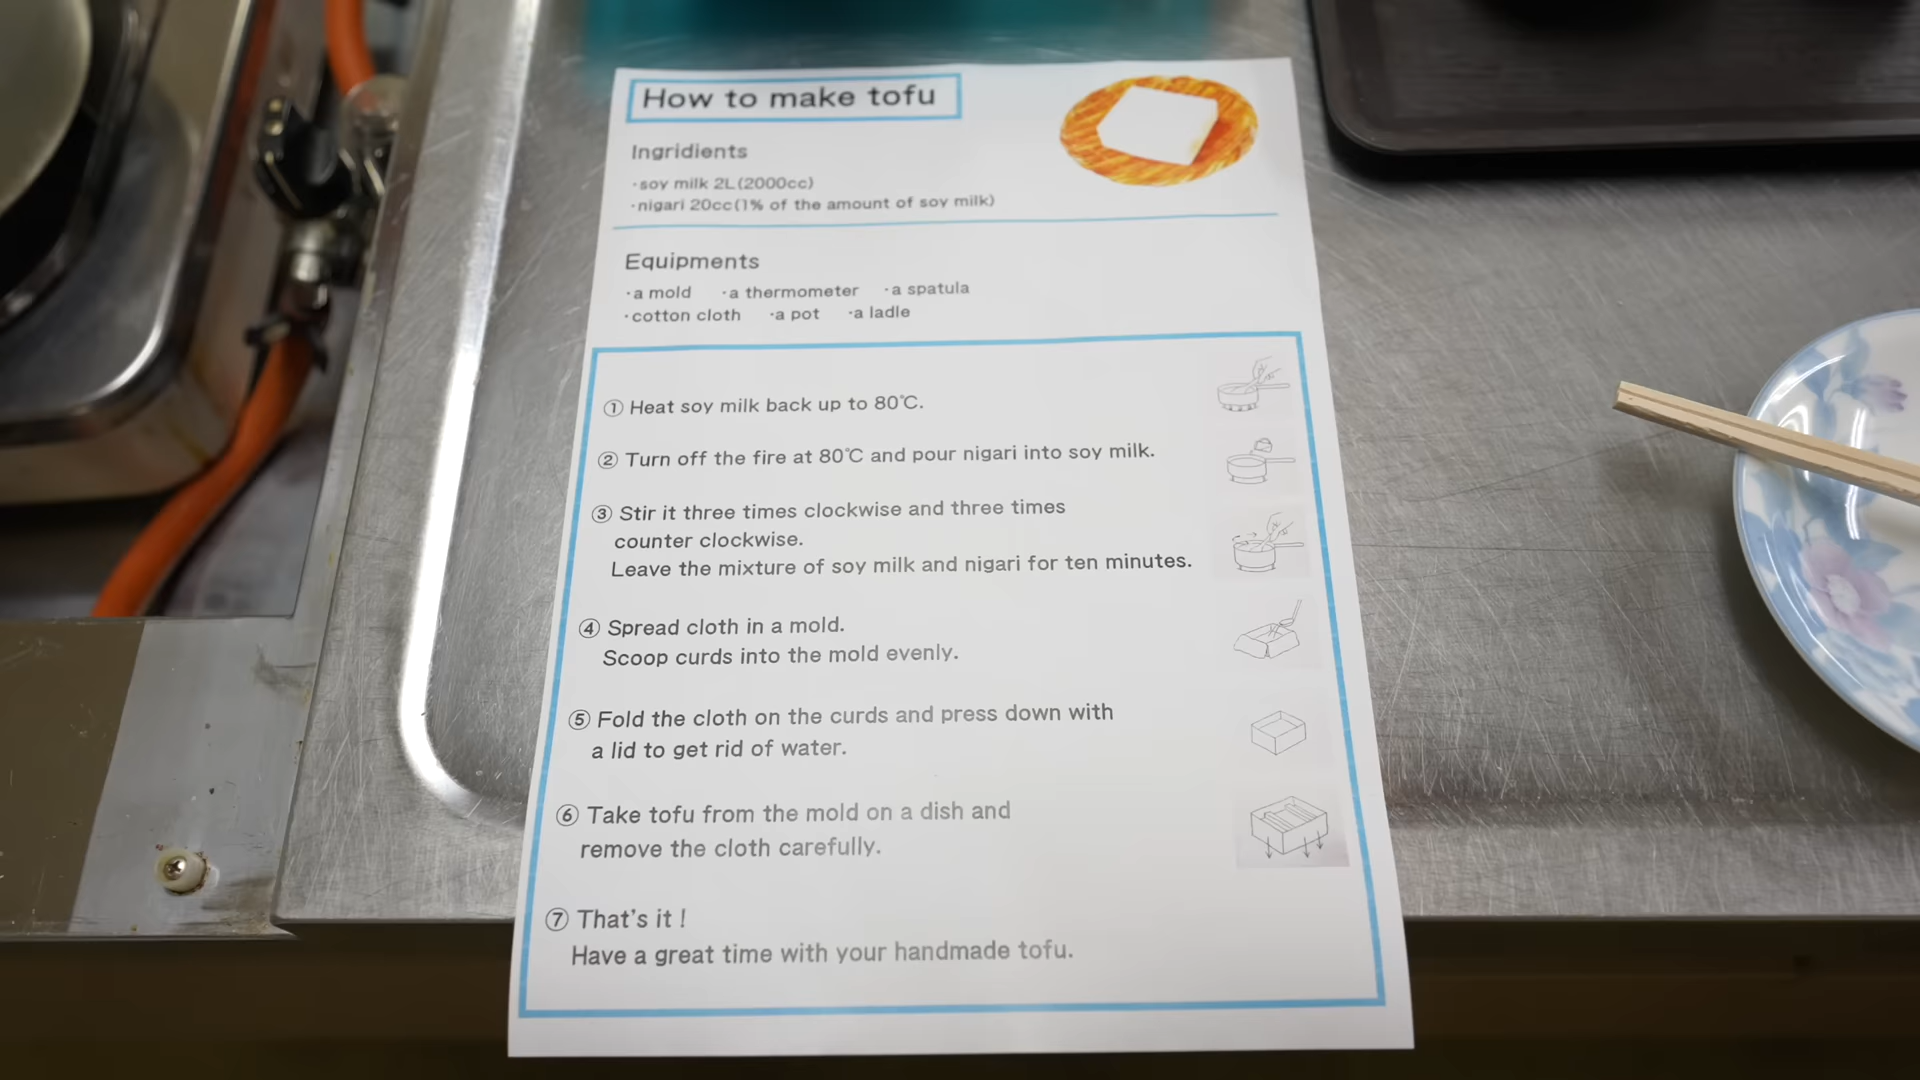 How to make tofu
Ingridients
・soy milk 2L(2000cc)
・nigari 20cc(1% of the amount of soy milk)
Equipments
・a mold ・a thermometer ・a spatula
・cotton cloth ・a pot ・a ladle
① Heat soy milk back up to 80℃.
② Turn off the fire at 80℃ and pour nigari into soy milk.
③ Stir it three times clockwise and three times
counter clockwise.
Leave the mixture of soy milk and nigari for ten minutes.
④ Spread cloth in a mold.
Scoop curds into the mold evenly.
⑤ Fold the cloth on the curds and press down with
a lid to get rid of water.
⑥ Take tofu from the mold on a dish and
remove the cloth carefully.
⑦ That's it !
Have a great time with your handmade tofu.